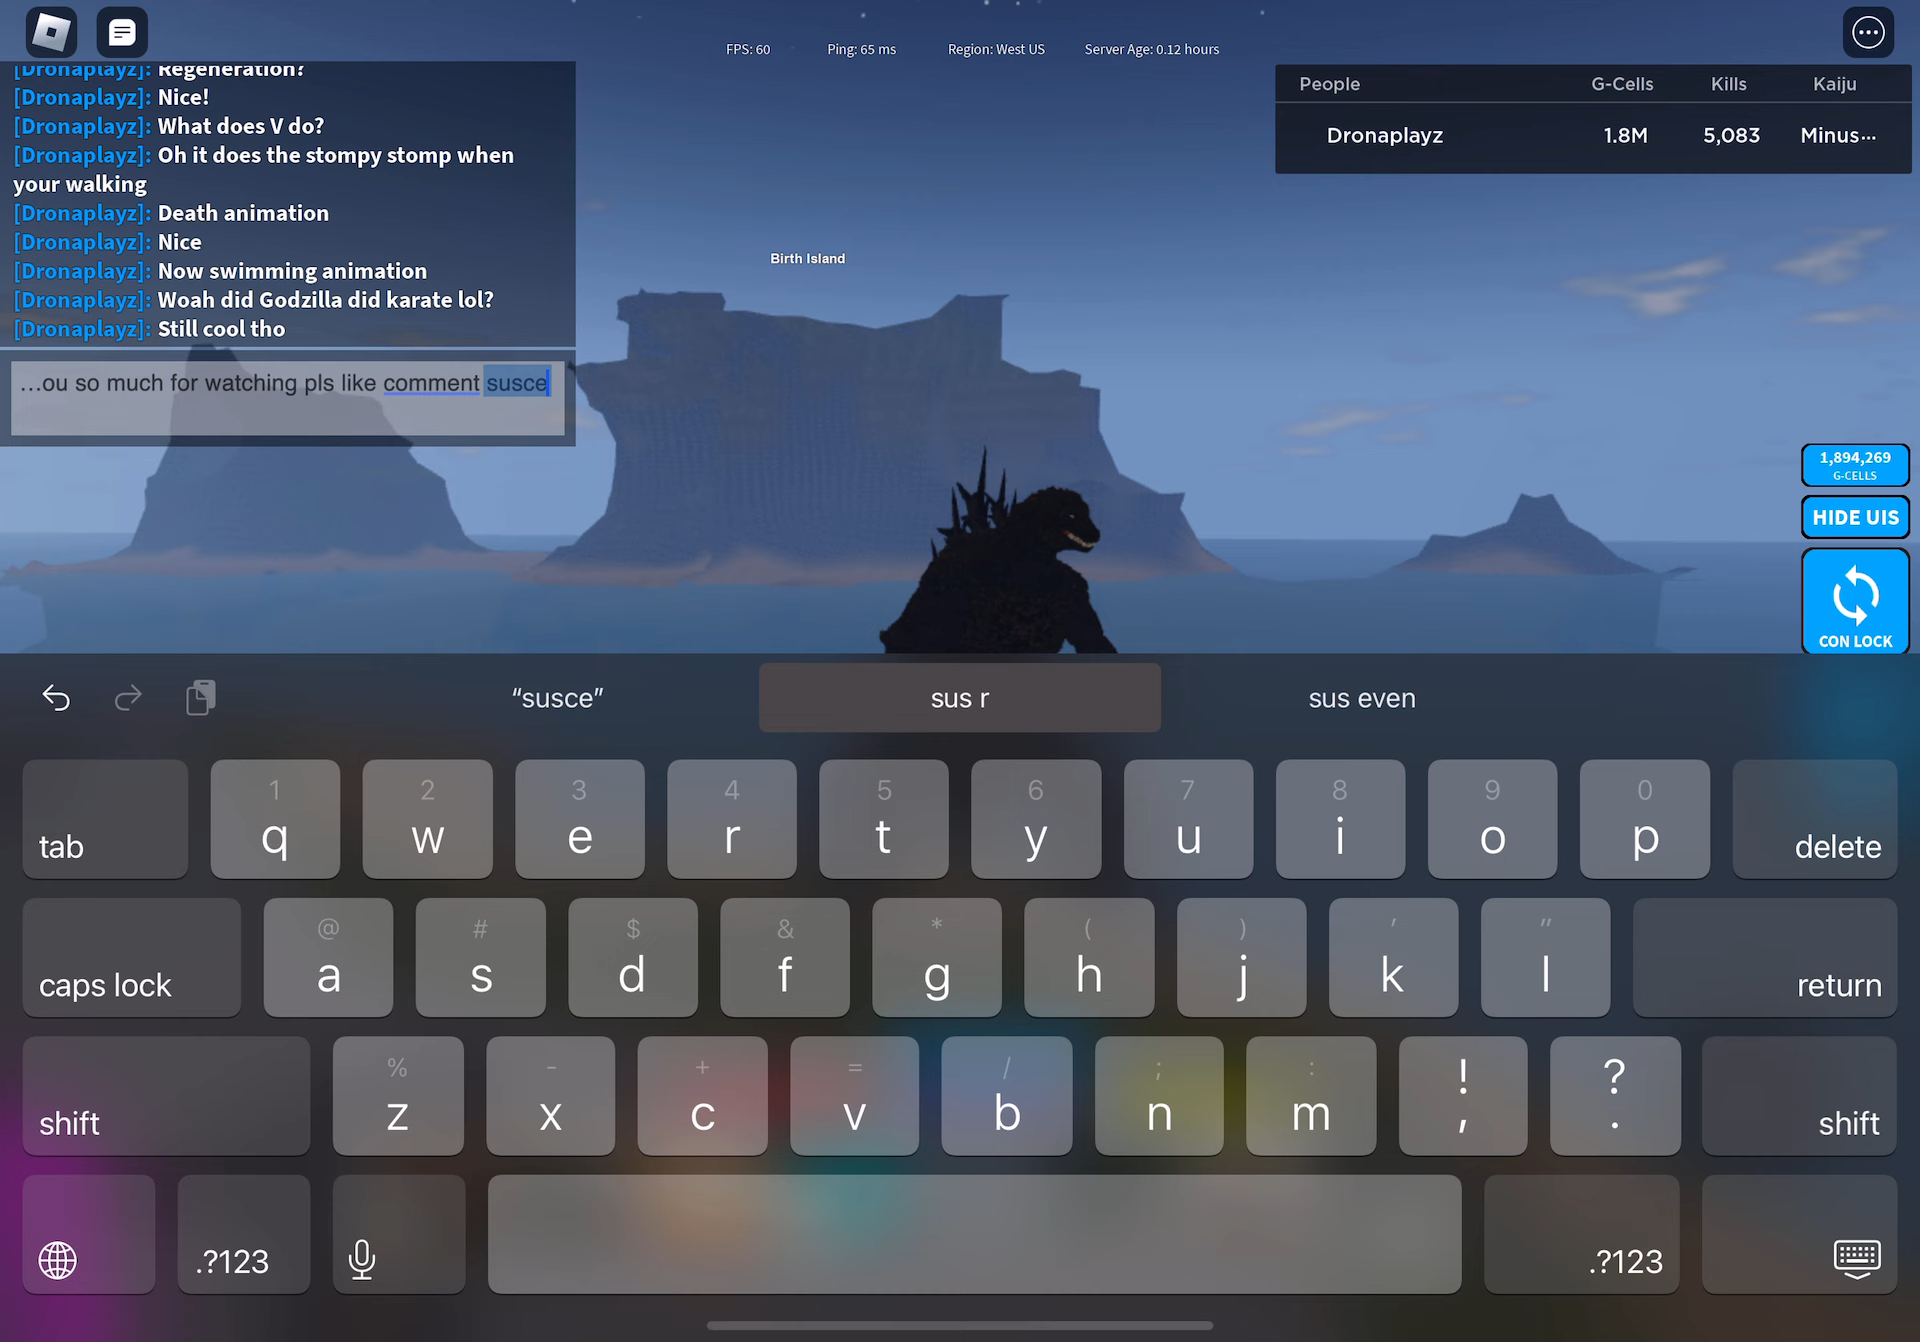 FPS: 60 Ping: 65 ms Region: West US Server Age: 0.12 hours
[Dronaplayz]: Regeneration?
[Dronaplayz]: Nice!
[Dronaplayz]: What does V do?
[Dronaplayz]: Oh it does the stompy stomp when
your walking
[Dronaplayz]: Death animation
[Dronaplayz]: Nice
[Dronaplayz]: Now swimming animation
[Dronaplayz]: Woah did Godzilla did karate lol?
[Dronaplayz]: Still cool tho
...ou so much for watching pls like comment susce
People G-Cells Kills Kaiju
Dronaplayz 1.8M 5,083 Minus...
Birth Island
1,894,269
G-CELLS
HIDE UIS
CON LOCK
“susce” sus r sus even
1 2 3 4 5 6 7 8 9 0
tab q w e r t y u i o p delete
@ # $ & * ( ) ' "
caps lock a s d f g h j k l return
% - + = / ; : ! ?
shift z x c v b n m , . shift
.?123 .?123